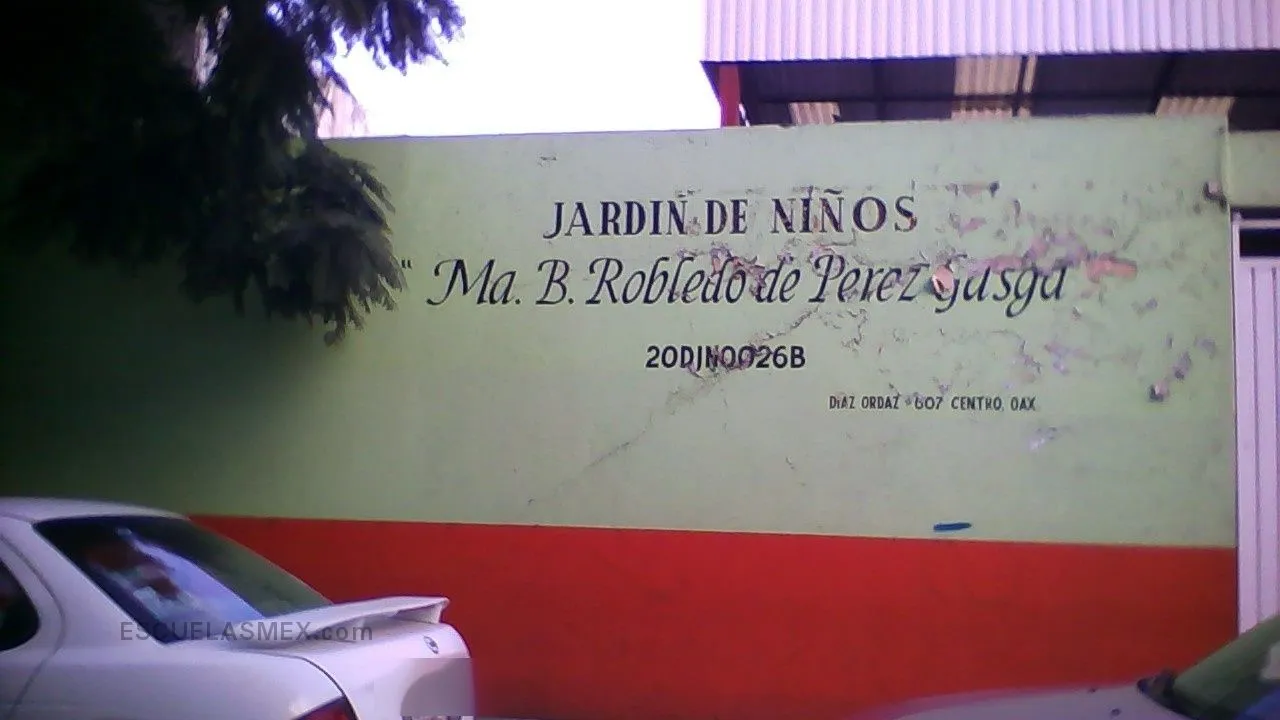 JARDIN DE NIÑOS
"Ma. B. Robledo de Perez Gasga
20DJN0026B
DIAZ ORDAZ # 607 CENTRO, OAX.
ESCUELASMEX.com